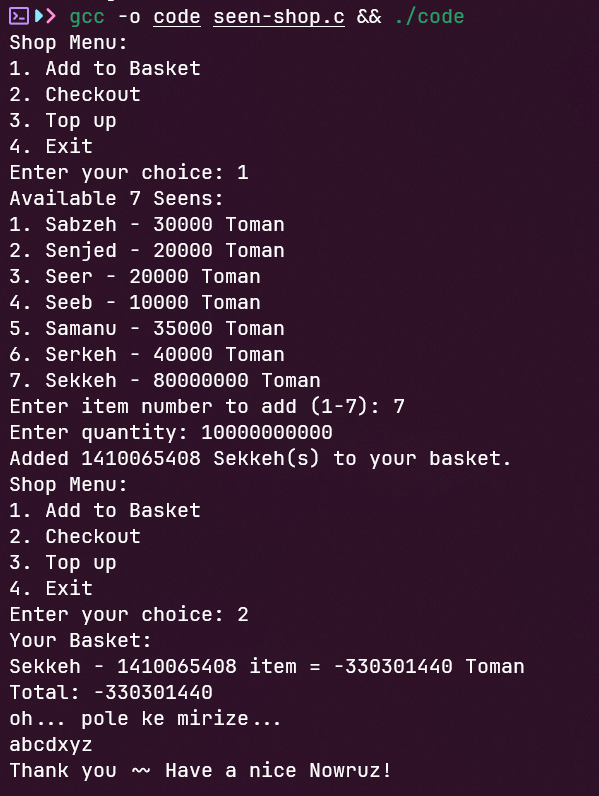 gcc -o code seen-shop.c && ./code
Shop Menu:
1. Add to Basket
2. Checkout
3. Top up
4. Exit
Enter your choice: 1
Available 7 Seens:
1. Sabzeh - 30000 Toman
2. Senjed - 20000 Toman
3. Seer - 20000 Toman
4. Seeb - 10000 Toman
5. Samanu - 35000 Toman
6. Serkeh - 40000 Toman
7. Sekkeh - 80000000 Toman
Enter item number to add (1-7): 7
Enter quantity: 10000000000
Added 1410065408 Sekkeh(s) to your basket.
Shop Menu:
1. Add to Basket
2. Checkout
3. Top up
4. Exit
Enter your choice: 2
Your Basket:
Sekkeh - 1410065408 item = -330301440 Toman
Total: -330301440
oh... pole ke mirize...
abcdxyz
Thank you ~~ Have a nice Nowruz!